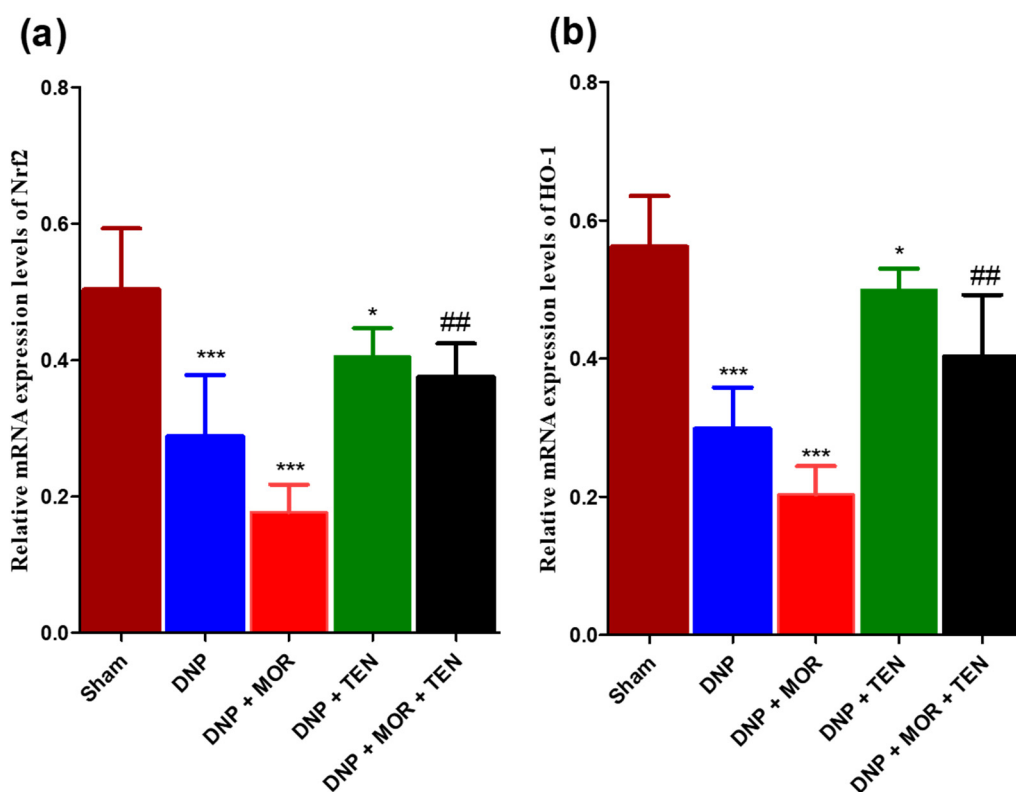 (a)
Relative mRNA expression levels of Nrf2
0.8
0.6
0.4
0.2
0.0
***
***
*
##
Sham
DNP
DNP + MOR
DNP + TEN
DNP + MOR + TEN
(b)
Relative mRNA expression levels of HO-1
0.8
0.6
0.4
0.2
0.0
***
***
*
##
Sham
DNP
DNP + MOR
DNP + TEN
DNP + MOR + TEN